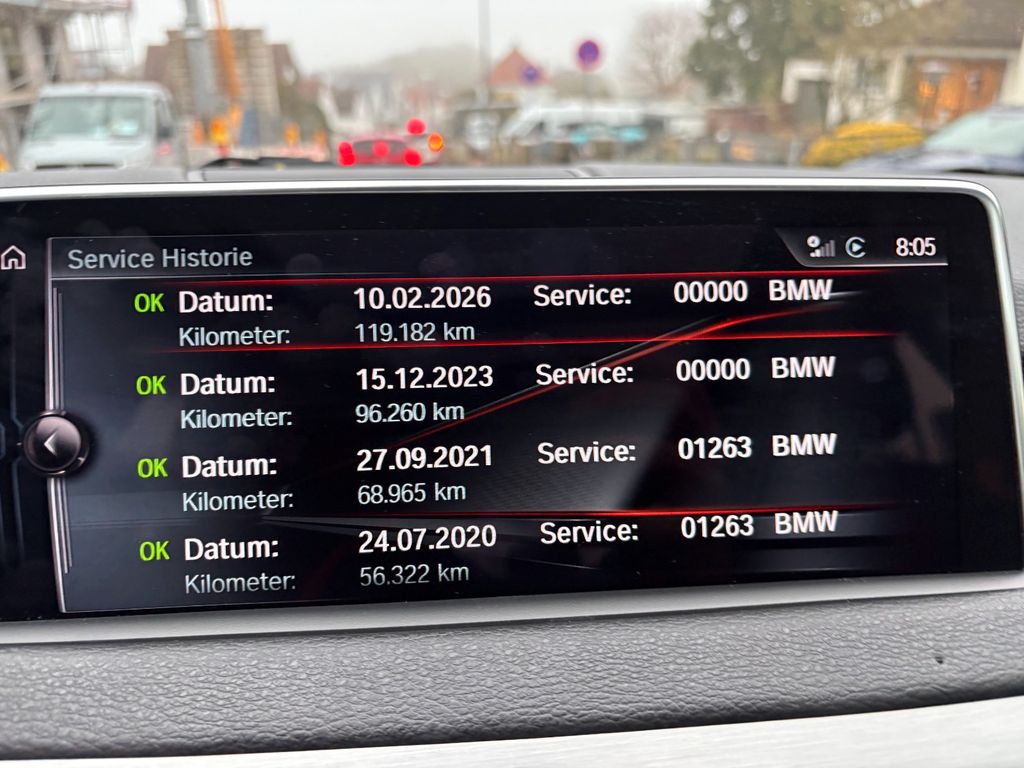 Service Historie 8:05
OK Datum: 10.02.2026 Service: 00000 BMW
Kilometer: 119.182 km
OK Datum: 15.12.2023 Service: 00000 BMW
Kilometer: 96.260 km
OK Datum: 27.09.2021 Service: 01263 BMW
Kilometer: 68.965 km
OK Datum: 24.07.2020 Service: 01263 BMW
Kilometer: 56.322 km